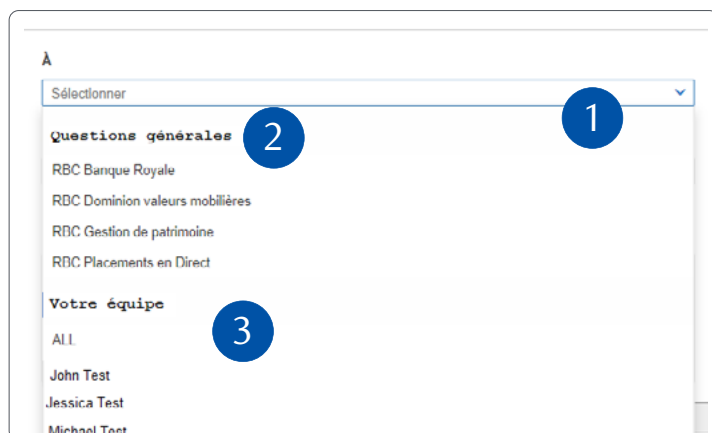 À
Sélectionner
1
Questions générales
2
RBC Banque Royale
RBC Dominion valeurs mobilières
RBC Gestion de patrimoine
RBC Placements en Direct
Votre équipe
3
ALL
John Test
Jessica Test
Michael Test